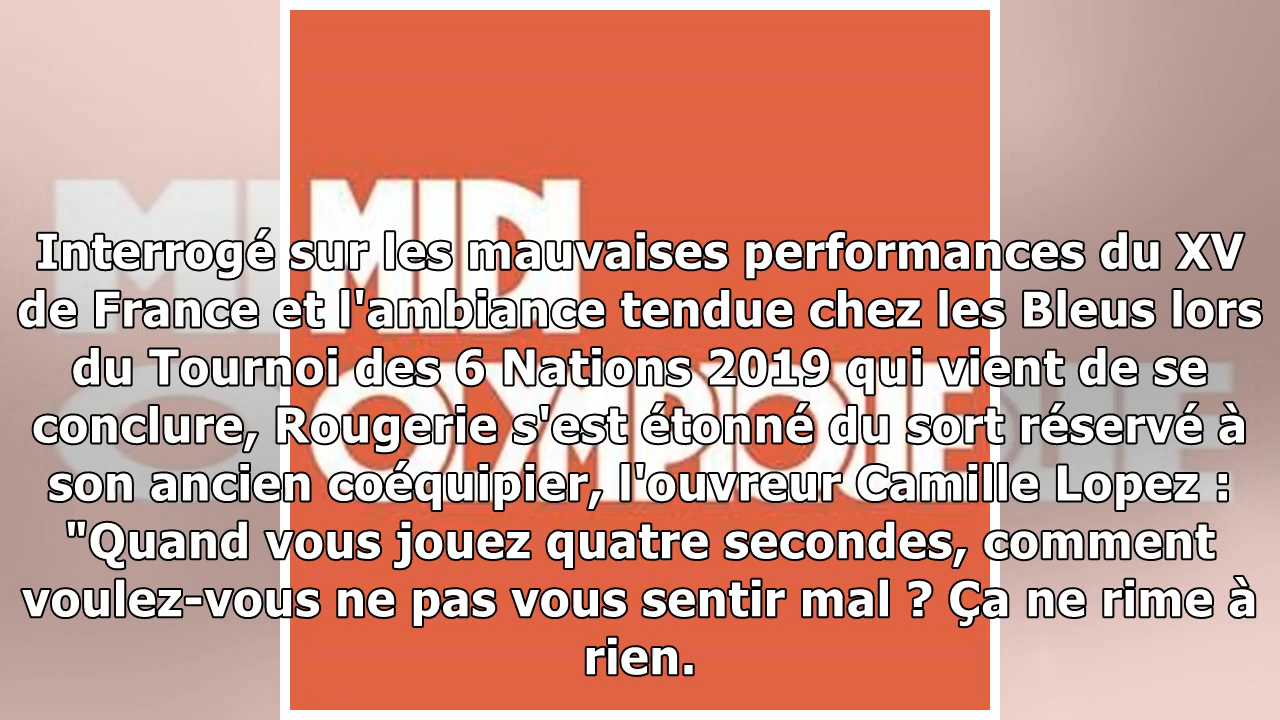 MIDI
OLYMPIQUE
Interrogé sur les mauvaises performances du XV
de France et l'ambiance tendue chez les Bleus lors
du Tournoi des 6 Nations 2019 qui vient de se
conclure, Rougerie s'est étonné du sort réservé à
son ancien coéquipier, l'ouvreur Camille Lopez :
"Quand vous jouez quatre secondes, comment
voulez-vous ne pas vous sentir mal ? Ça ne rime à
rien.